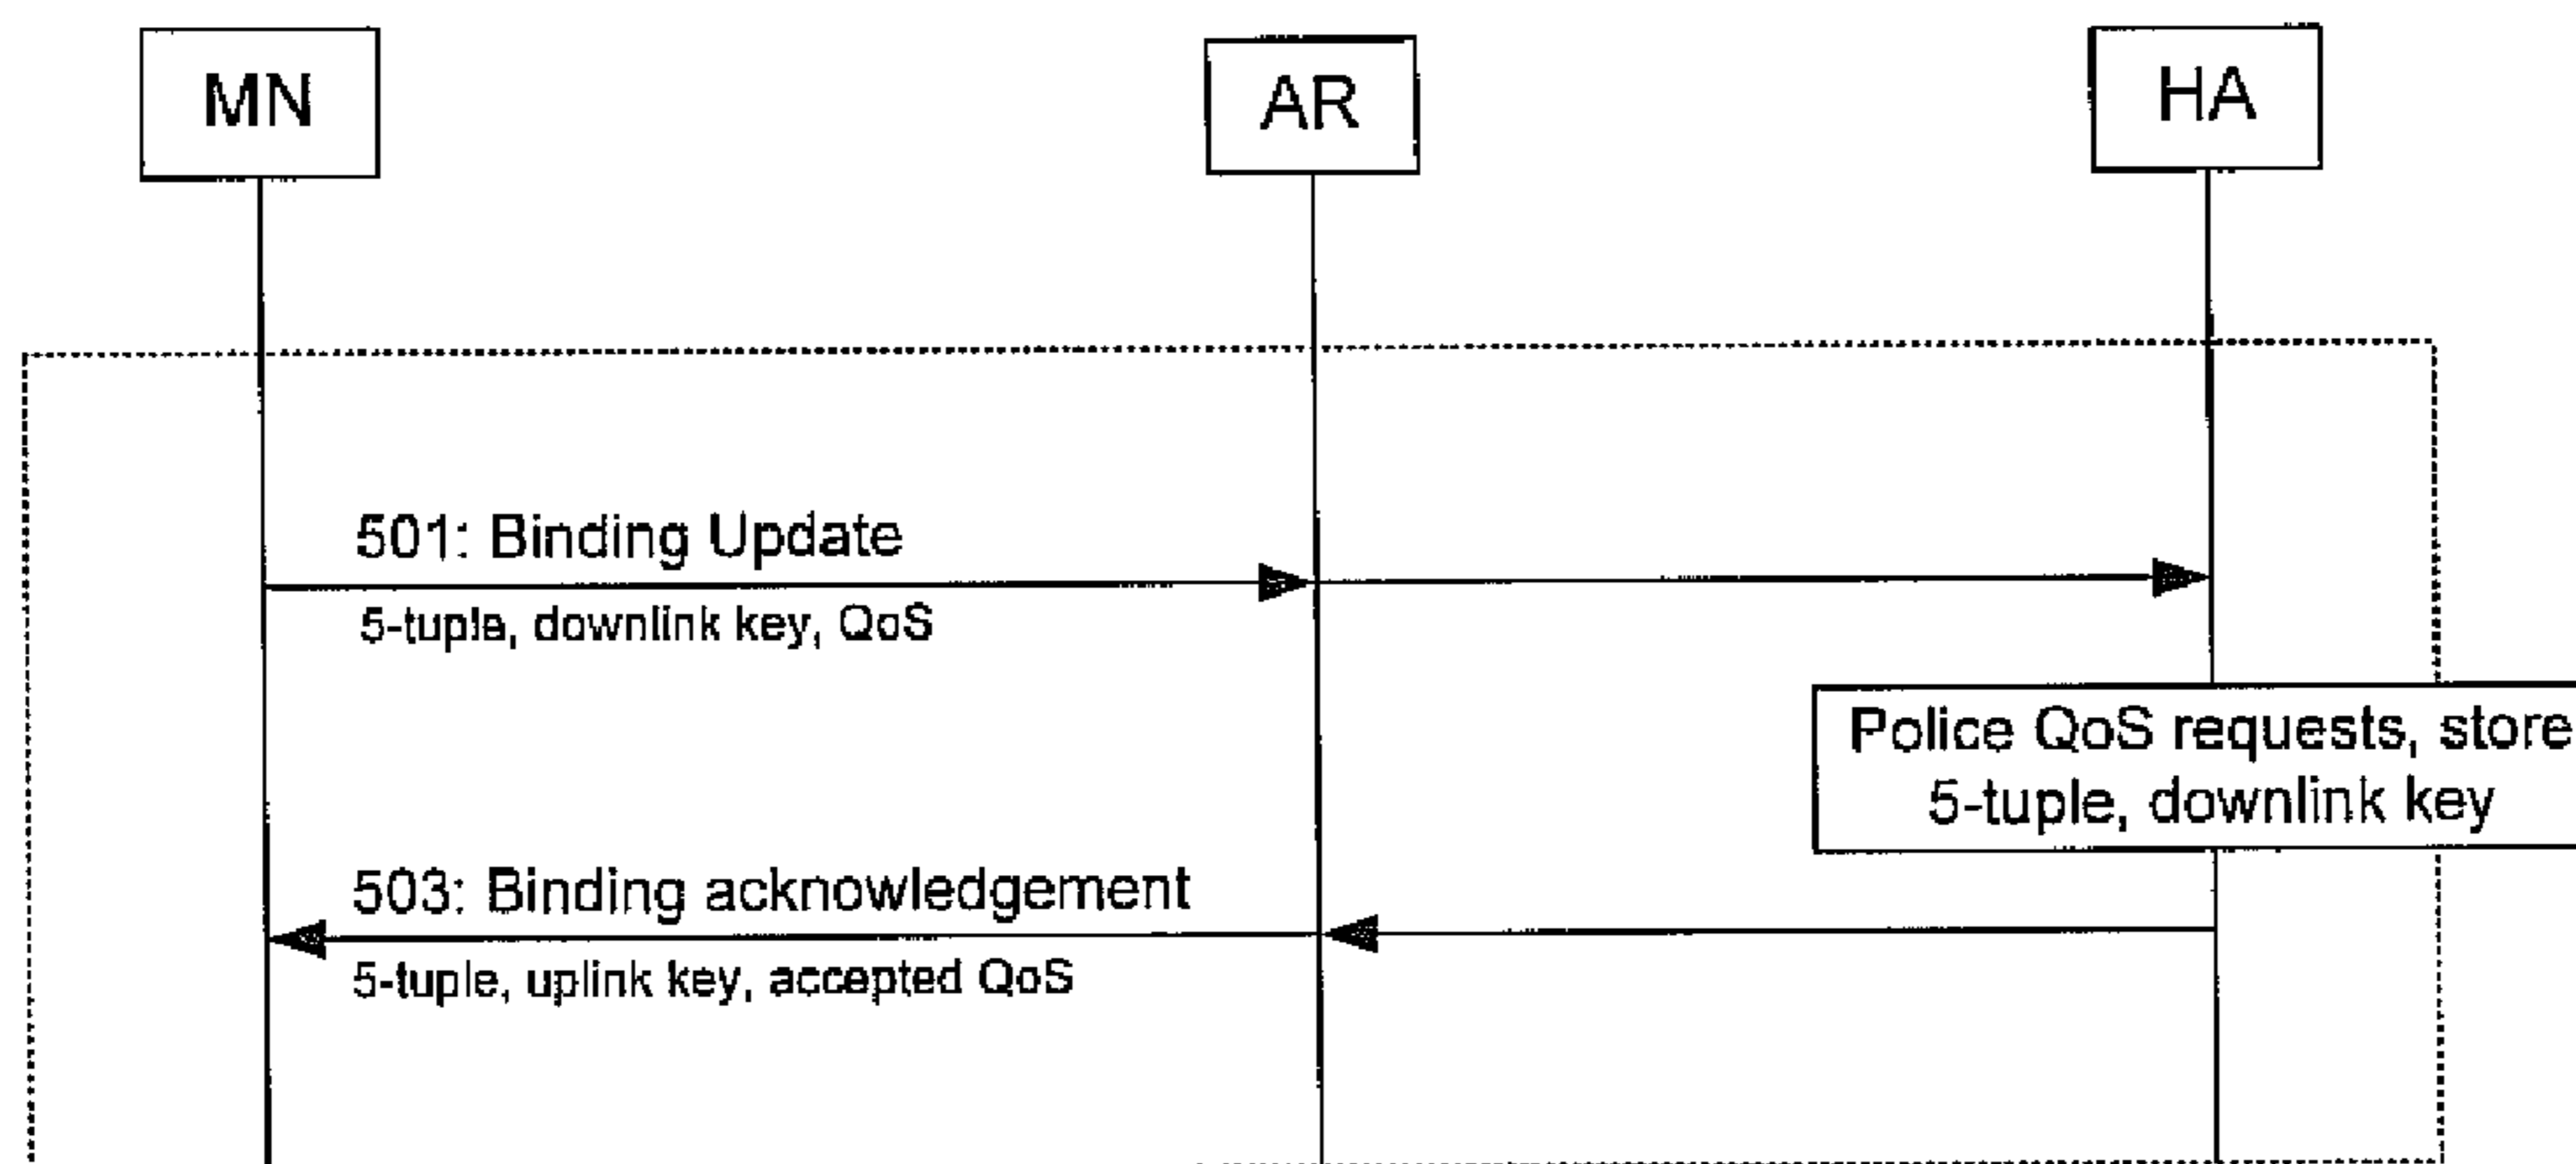 MN
AR
HA
501: Binding Update
5-tuple, downlink key, QoS
Police QoS requests, store
5-tuple, downlink key
503: Binding acknowledgement
5-tuple, uplink key, accepted QoS